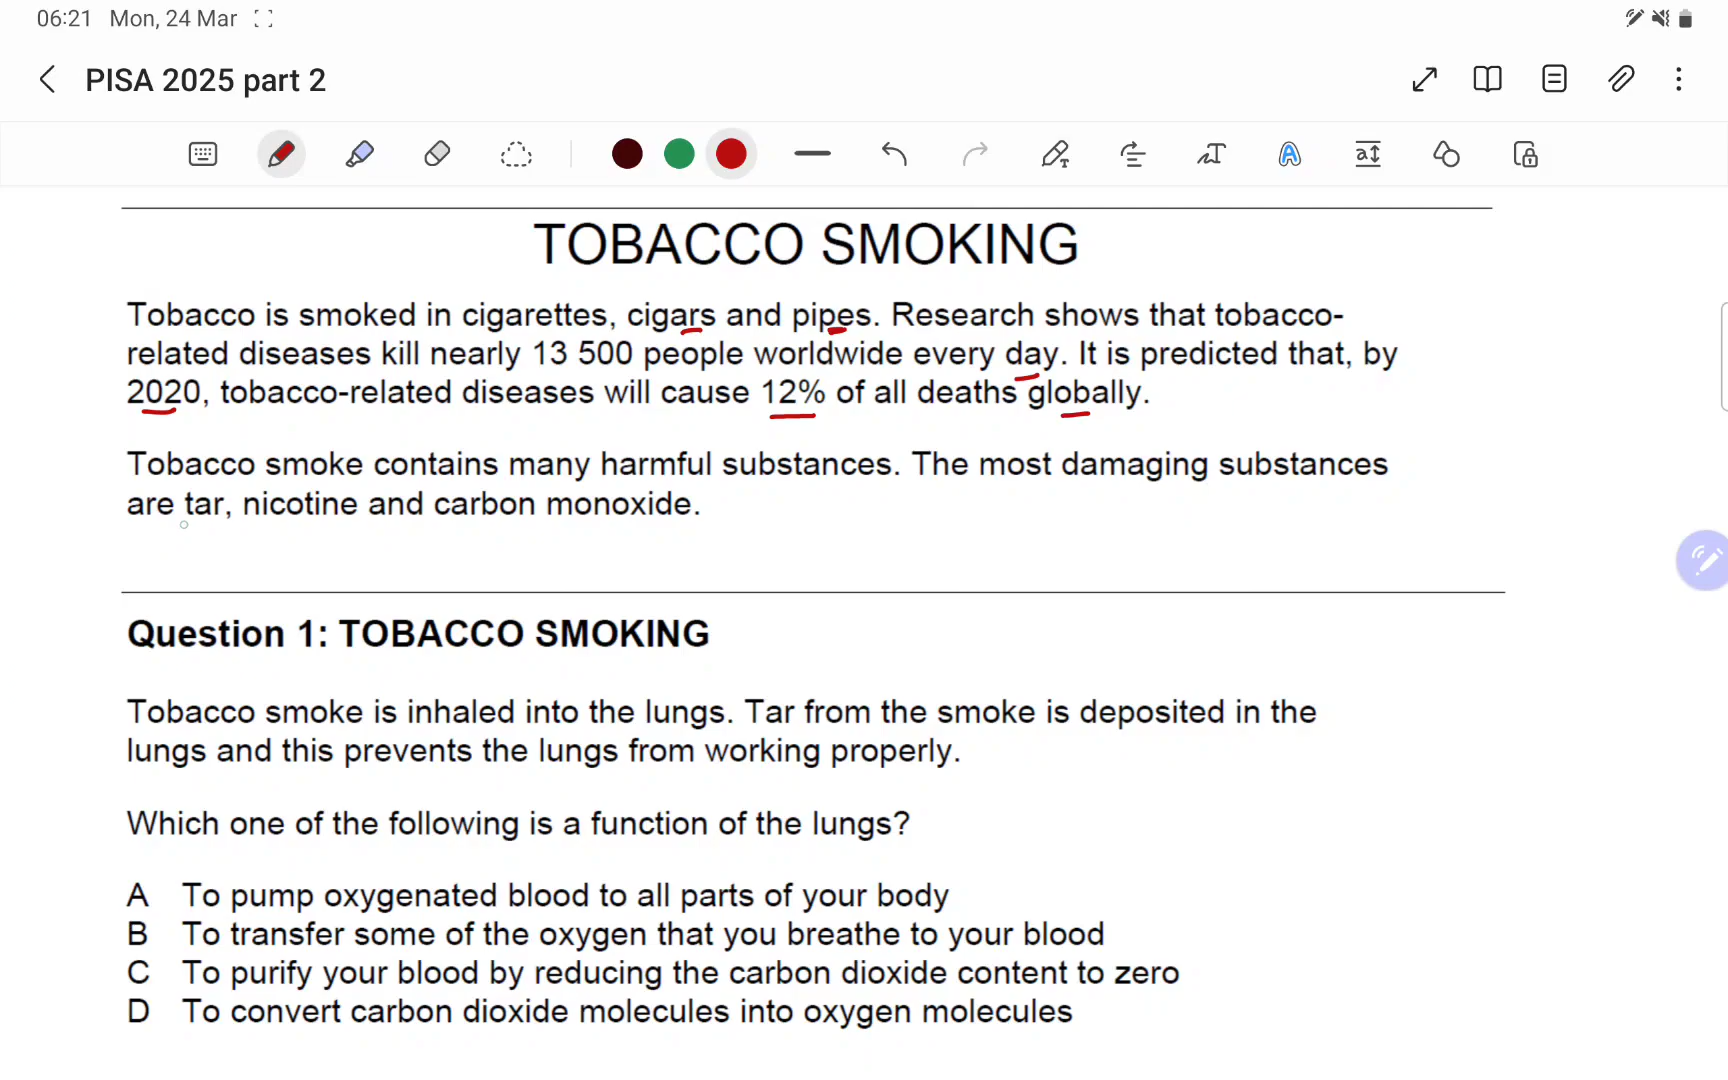 06:21 Mon, 24 Mar
PISA 2025 part 2
TOBACCO SMOKING
Tobacco is smoked in cigarettes, cigars and pipes. Research shows that tobacco-
related diseases kill nearly 13 500 people worldwide every day. It is predicted that, by
2020, tobacco-related diseases will cause 12% of all deaths globally.
Tobacco smoke contains many harmful substances. The most damaging substances
are tar, nicotine and carbon monoxide.
Question 1: TOBACCO SMOKING
Tobacco smoke is inhaled into the lungs. Tar from the smoke is deposited in the
lungs and this prevents the lungs from working properly.
Which one of the following is a function of the lungs?
A To pump oxygenated blood to all parts of your body
B To transfer some of the oxygen that you breathe to your blood
C To purify your blood by reducing the carbon dioxide content to zero
D To convert carbon dioxide molecules into oxygen molecules